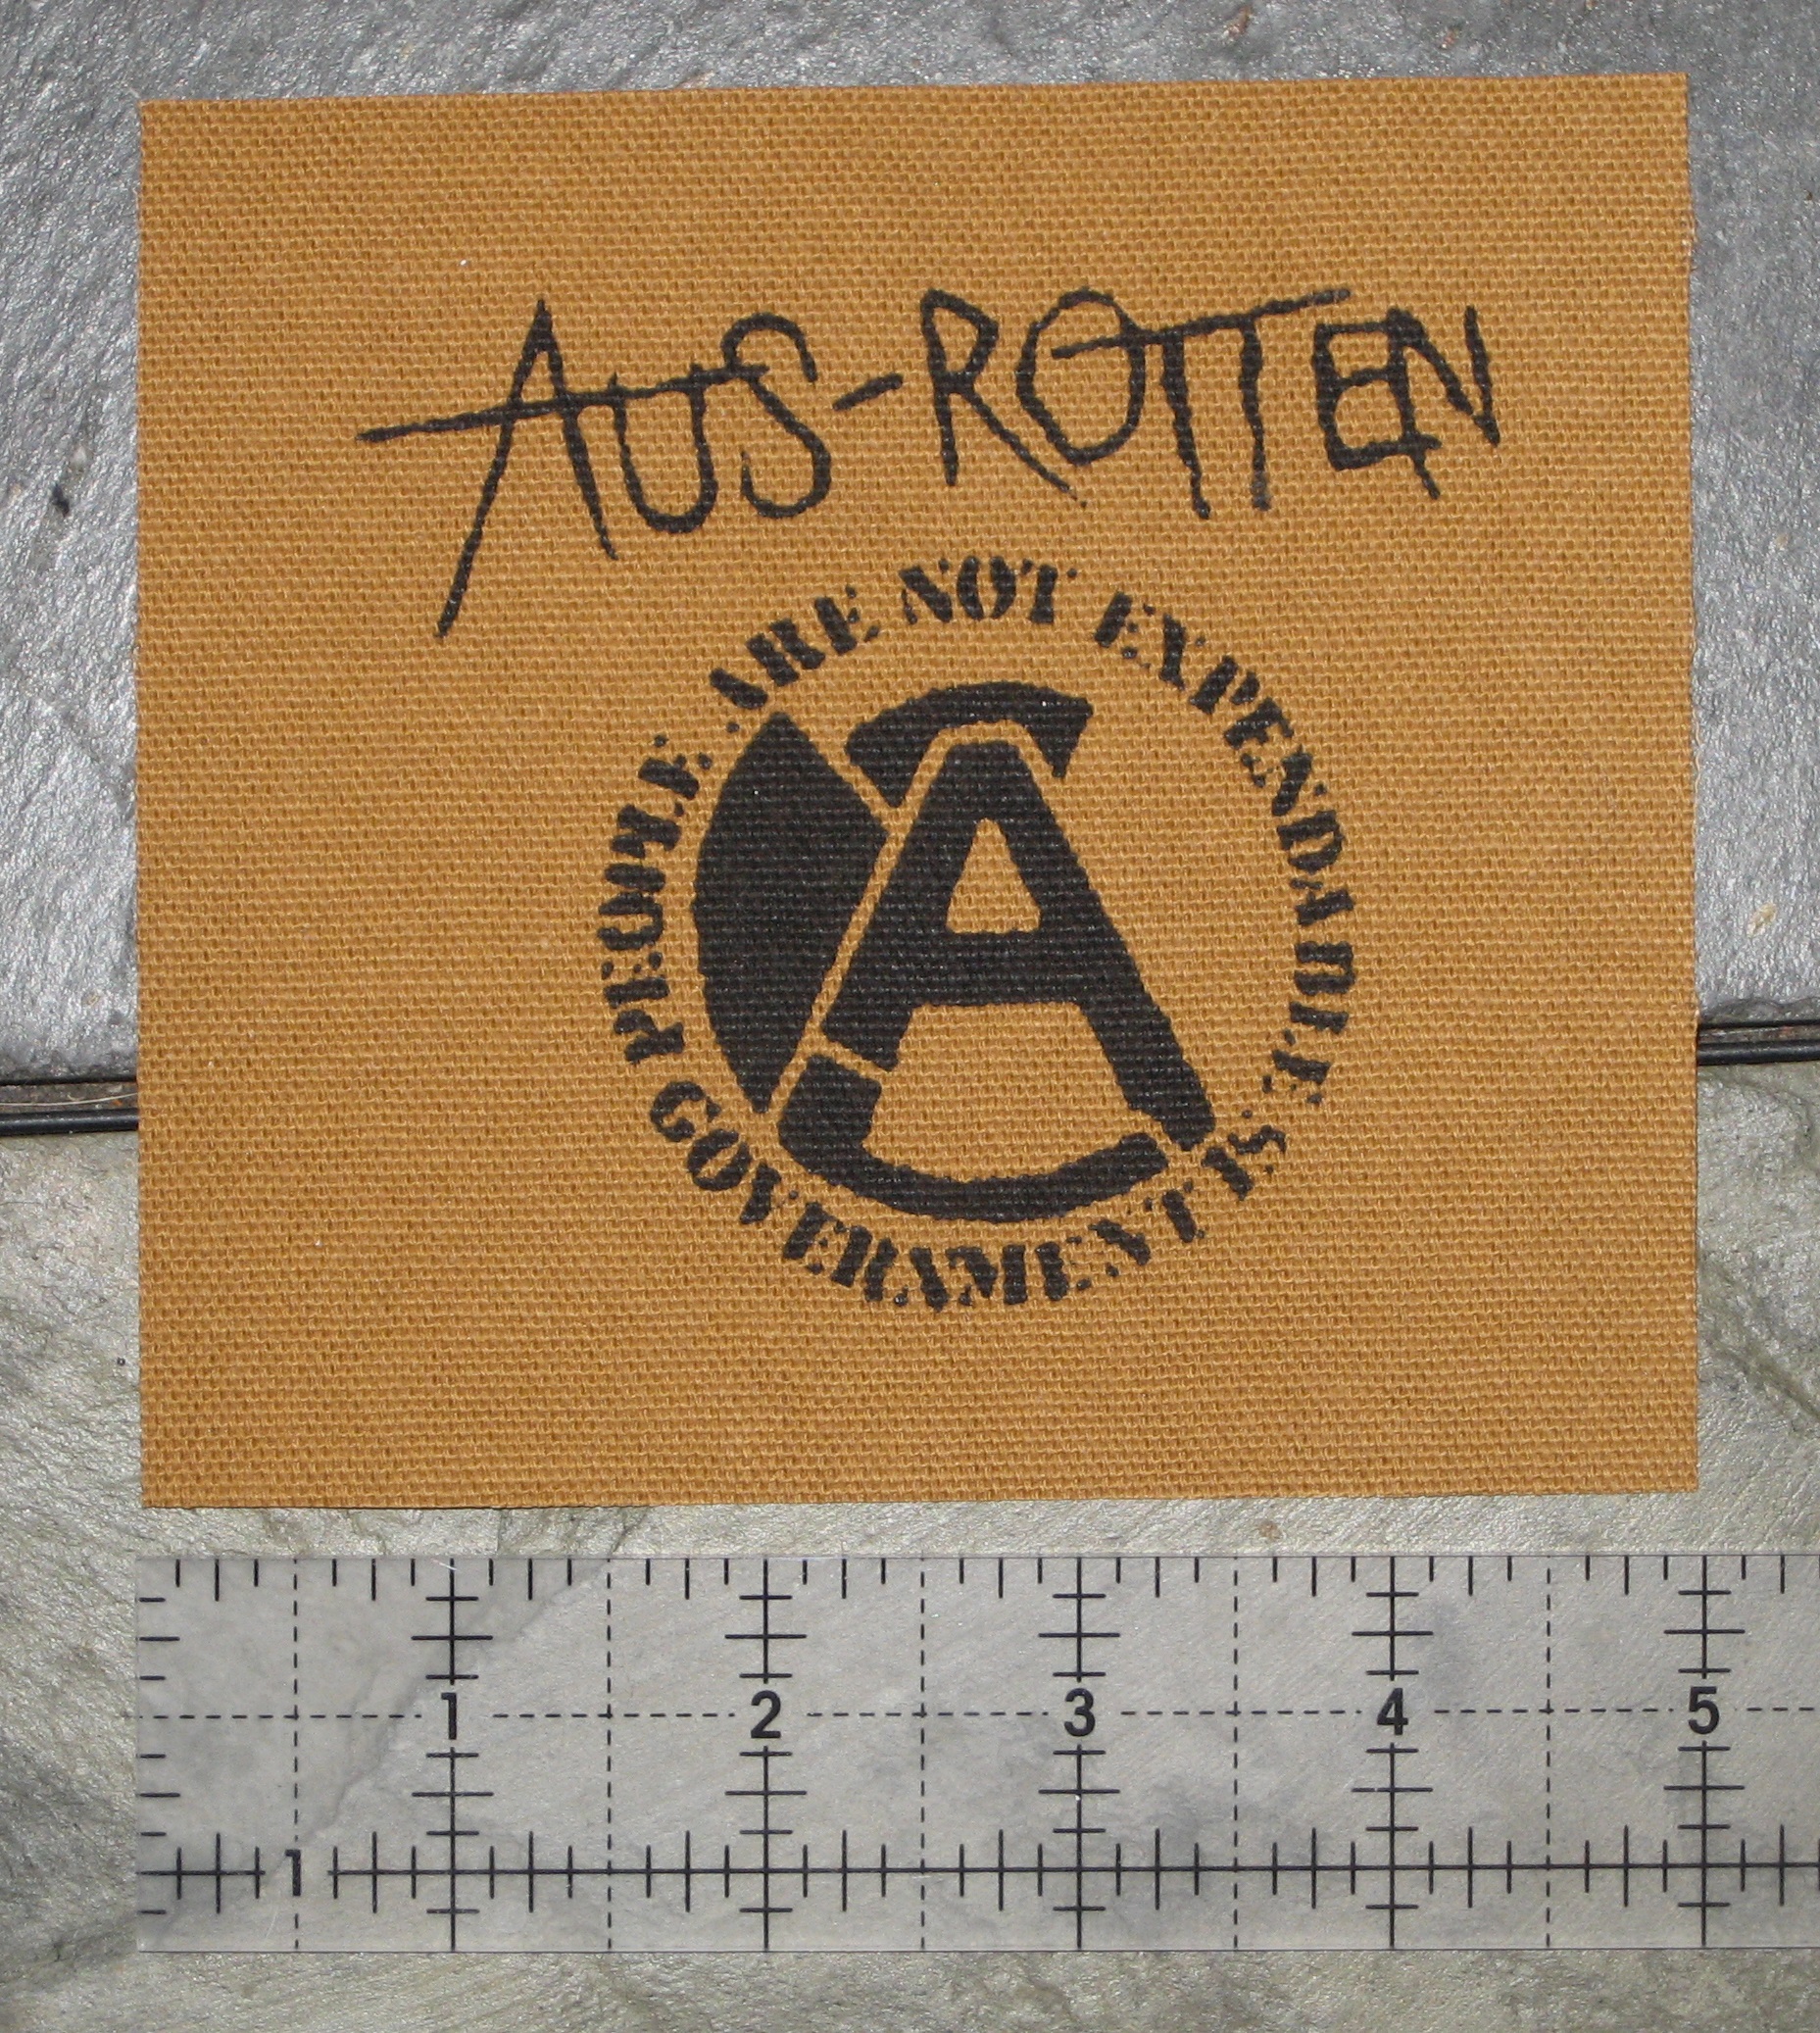 AUS-ROTTEN
PEOPLE ARE NOT EXPENDABLE
GOVERNMENT IS
1 2 3 4 5
1